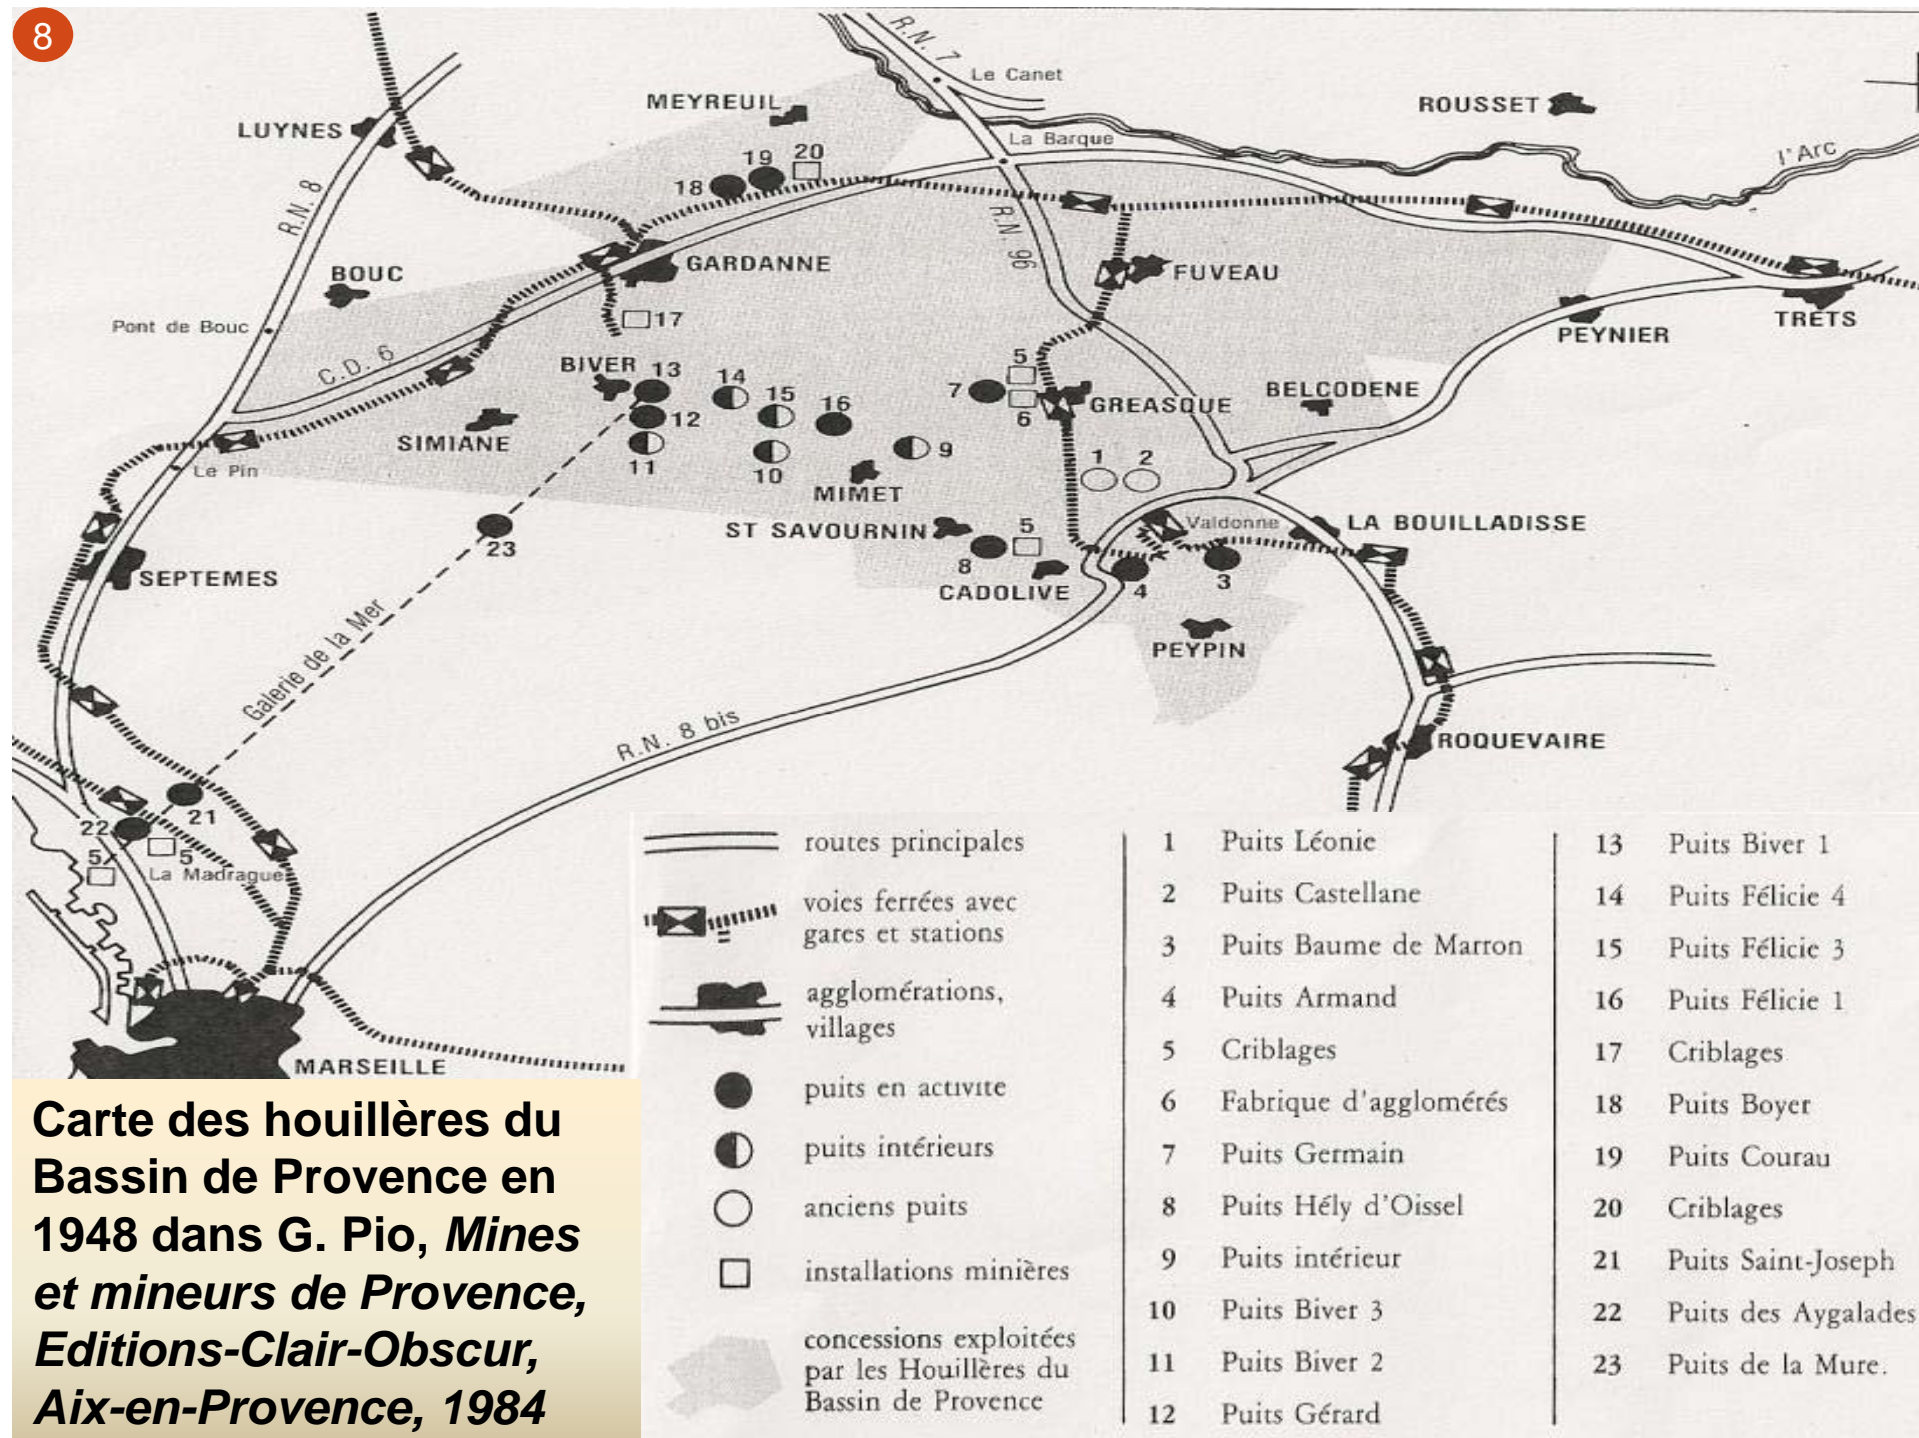 8
R.N. 7
Le Canet
MEYREUIL
ROUSSET
LUYNES
La Barque
l'Arc
19
20
18
R.N. 8
R.N. 96
GARDANNE
FUVEAU
BOUC
Pont de Bouc
17
TRETS
PEYNIER
C.D. 6
BIVER
13
14
15
16
5
7
6
GREASQUE
BELCODENE
12
SIMIANE
11
10
9
Le Pin
MIMET
1
2
ST SAVOURNIN
5
Valdonne
LA BOUILLADISSE
23
8
SEPTEMES
CADOLIVE
4
3
PEYPIN
Galerie de la Mer
R.N. 8 bis
ROQUEVAIRE
21
22
5
5
La Madrague
MARSEILLE
routes principales
voies ferrées avec
gares et stations
agglomérations,
villages
puits en activité
puits intérieurs
anciens puits
installations minières
concessions exploitées
par les Houillères du
Bassin de Provence
1 Puits Léonie
2 Puits Castellane
3 Puits Baume de Marron
4 Puits Armand
5 Criblages
6 Fabrique d'agglomérés
7 Puits Germain
8 Puits Hély d'Oissel
9 Puits intérieur
10 Puits Biver 3
11 Puits Biver 2
12 Puits Gérard
13 Puits Biver 1
14 Puits Félicie 4
15 Puits Félicie 3
16 Puits Félicie 1
17 Criblages
18 Puits Boyer
19 Puits Courau
20 Criblages
21 Puits Saint-Joseph
22 Puits des Aygalades
23 Puits de la Mure.
Carte des houillères du
Bassin de Provence en
1948 dans G. Pio, Mines
et mineurs de Provence,
Editions-Clair-Obscur,
Aix-en-Provence, 1984